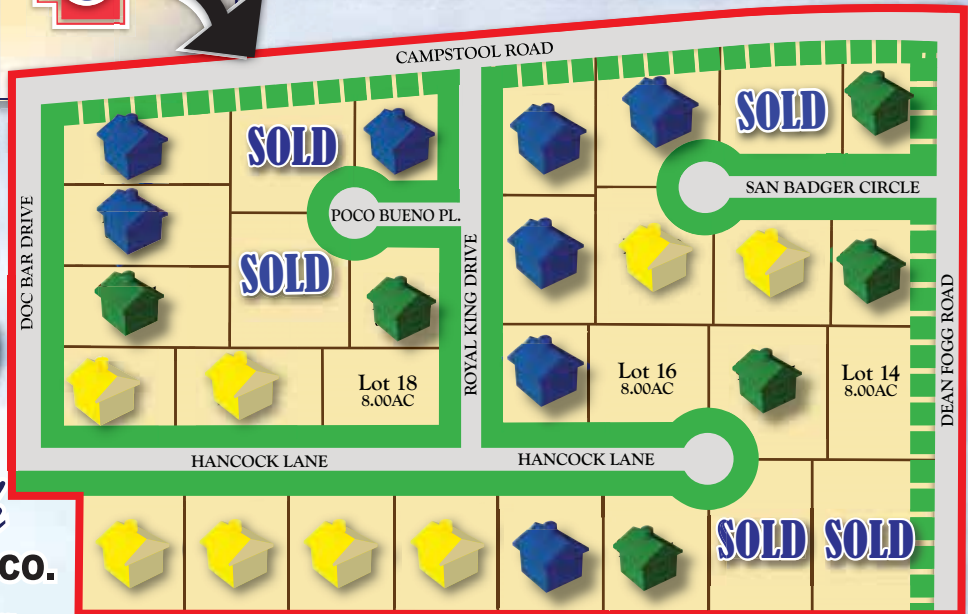 CAMPSTOOL ROAD
SOLD
SOLD
SAN BADGER CIRCLE
POCO BUENO PL.
DOC BAR DRIVE
SOLD
ROYAL KING DRIVE
DEAN FOGG ROAD
Lot 18
8.00AC
Lot 16
8.00AC
Lot 14
8.00AC
HANCOCK LANE
HANCOCK LANE
SOLD
SOLD
co.